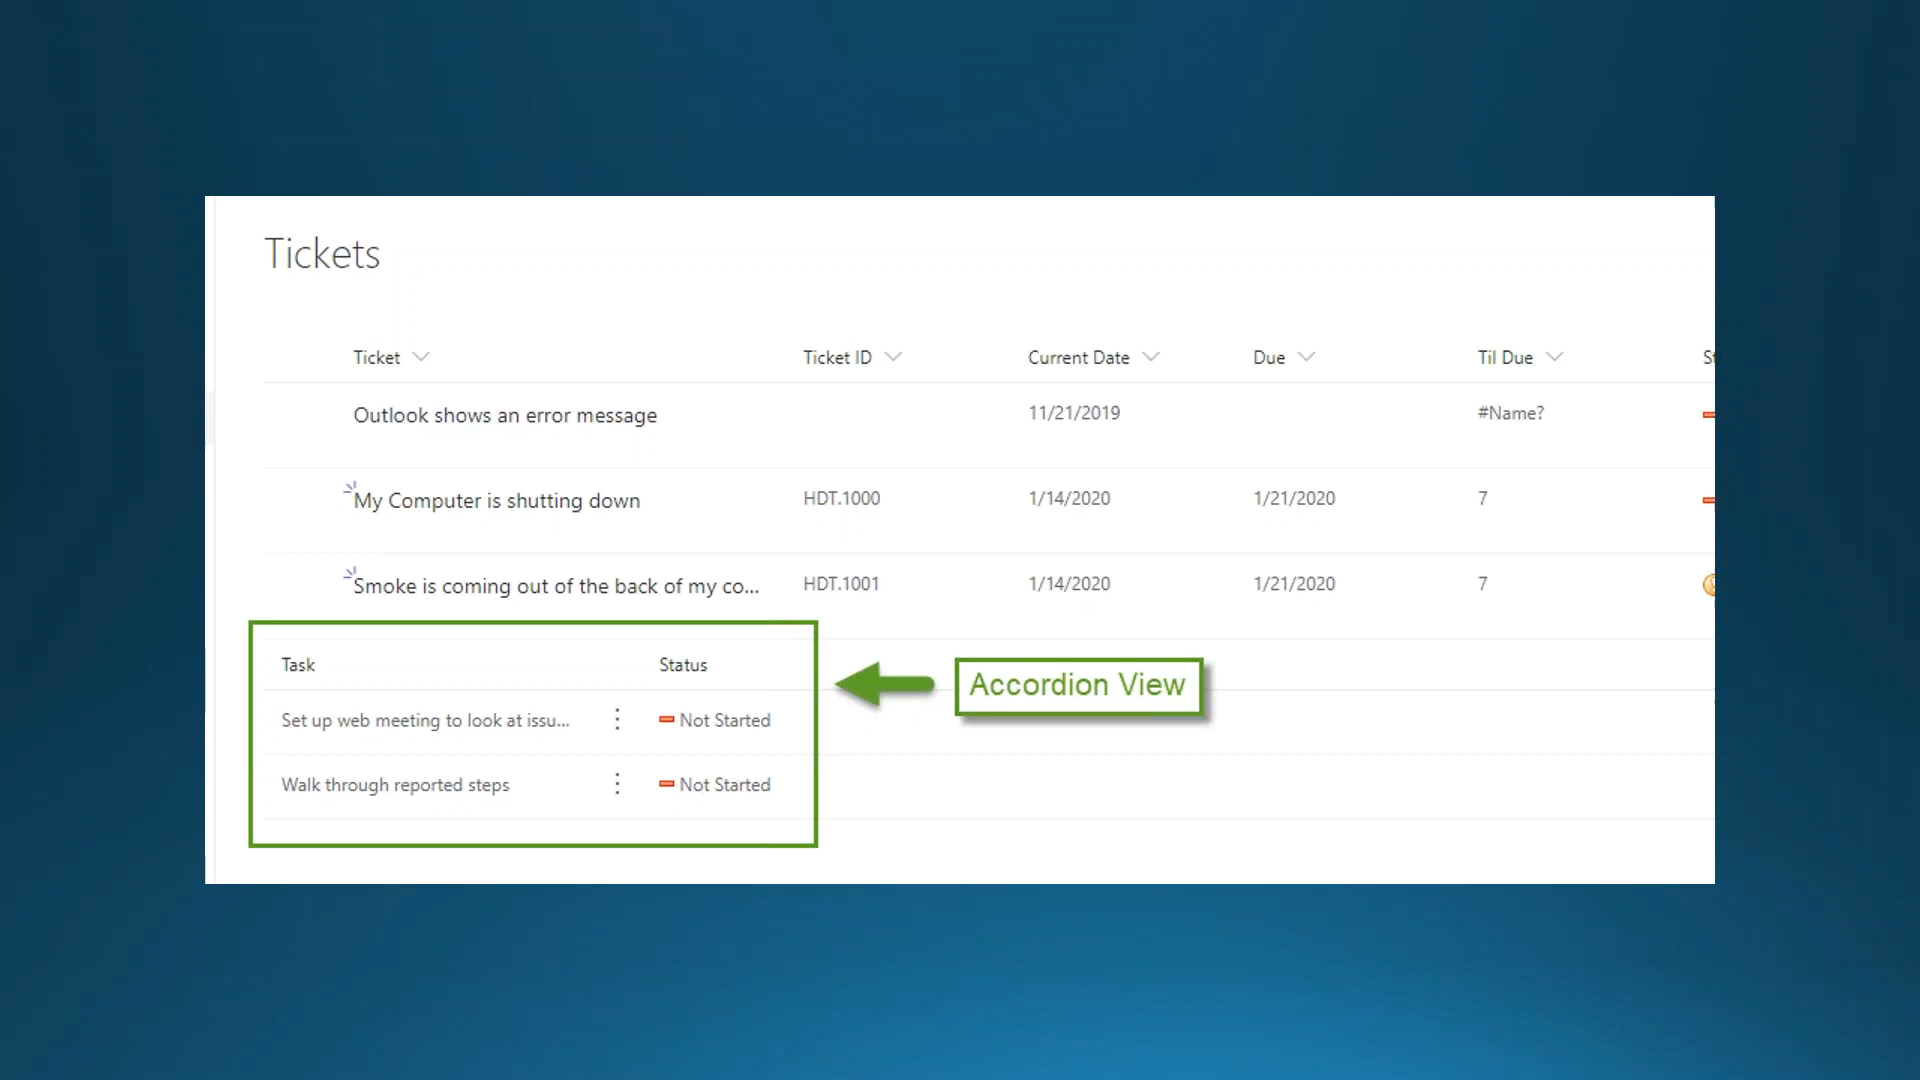 Tickets
Ticket Ticket ID Current Date Due Til Due
Outlook shows an error message 11/21/2019 #Name?
My Computer is shutting down HDT.1000 1/14/2020 1/21/2020 7
Smoke is coming out of the back of my co... HDT.1001 1/14/2020 1/21/2020 7
Task Status
Accordion View
Set up web meeting to look at issu... Not Started
Walk through reported steps Not Started